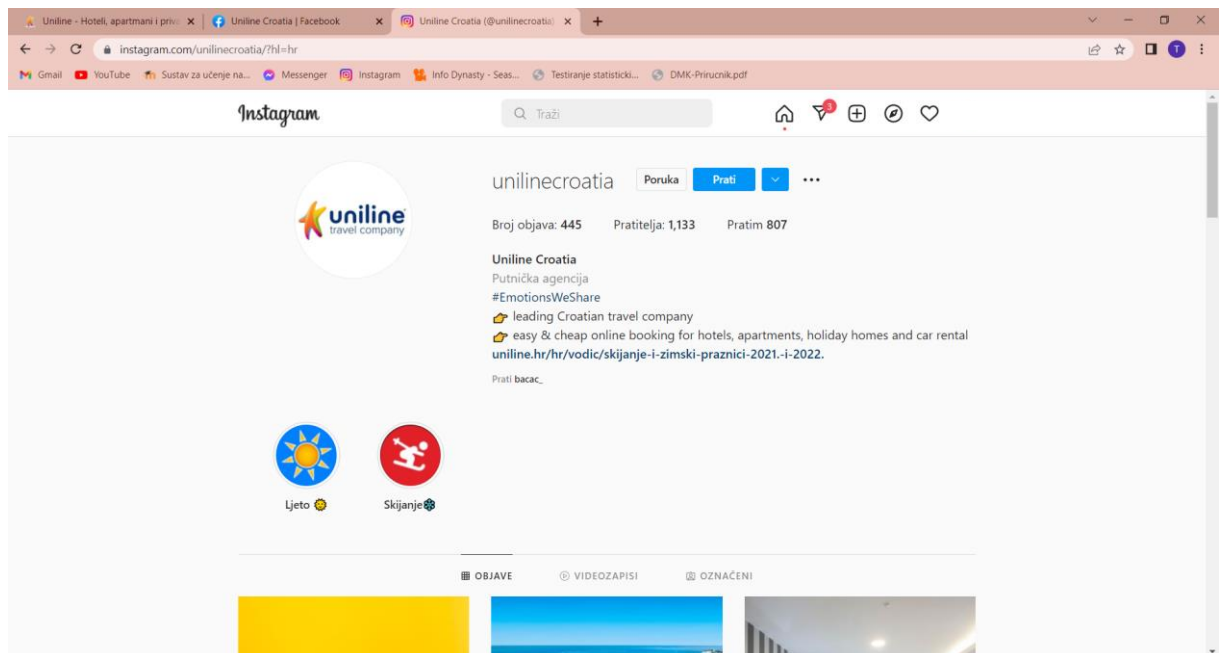 Uniline - Hoteli, apartmani i priv
Uniline Croatia | Facebook
Uniline Croatia (@unilinecroatia)
instagram.com/unilinecroatia/?hl=hr
T
Gmail YouTube Sustav za učenje na... Messenger Instagram Info Dynasty - Seas... Testiranje statisticki... DMK-Prirucnik.pdf
Instagram
Traži
3
uniline
travel company
unilinecroatia Poruka Prati
Broj objava: 445 Pratitelja: 1,133 Pratim 807
Uniline Croatia
Putnička agencija
#EmotionsWeShare
👉 leading Croatian travel company
👉 easy & cheap online booking for hotels, apartments, holiday homes and car rental
uniline.hr/hr/vodic/skijanje-i-zimski-praznici-2021.-i-2022.
Prati bacac_
Ljeto 🌞 Skijanje❄
OBJAVE VIDEOZAPISI OZNAČENI